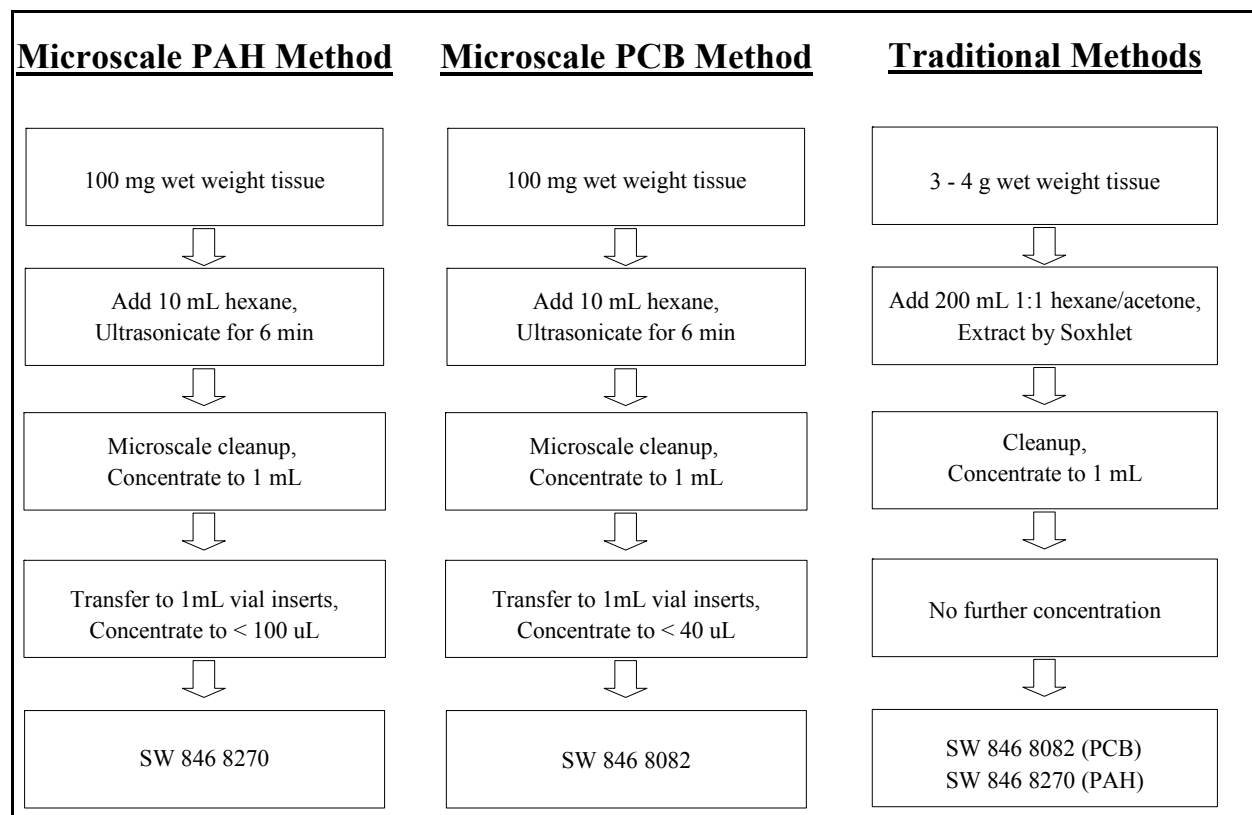 Microscale PAH Method
100 mg wet weight tissue
Add 10 mL hexane,
Ultrasonicate for 6 min
Microscale cleanup,
Concentrate to 1 mL
Transfer to 1mL vial inserts,
Concentrate to < 100 uL
SW 846 8270
Microscale PCB Method
100 mg wet weight tissue
Add 10 mL hexane,
Ultrasonicate for 6 min
Microscale cleanup,
Concentrate to 1 mL
Transfer to 1mL vial inserts,
Concentrate to < 40 uL
SW 846 8082
Traditional Methods
3 - 4 g wet weight tissue
Add 200 mL 1:1 hexane/acetone,
Extract by Soxhlet
Cleanup,
Concentrate to 1 mL
No further concentration
SW 846 8082 (PCB)
SW 846 8270 (PAH)